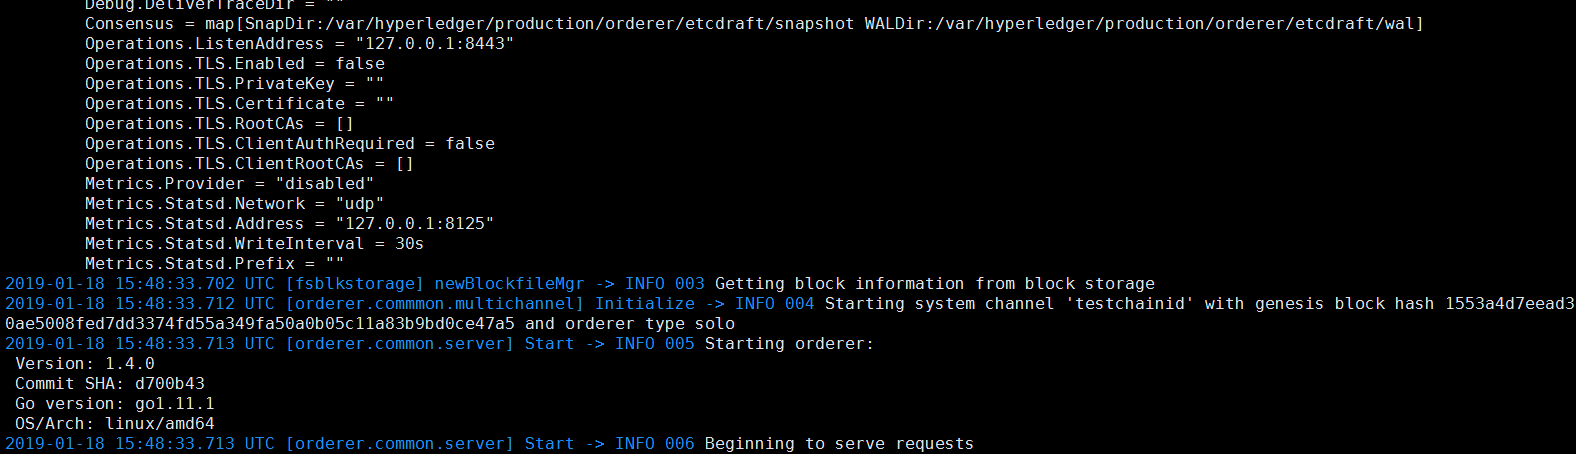 Debug.DeliverTraceDir = ""
Consensus = map[SnapDir:/var/hyperledger/production/orderer/etcdraft/snapshot WALDir:/var/hyperledger/production/orderer/etcdraft/wal]
Operations.ListenAddress = "127.0.0.1:8443"
Operations.TLS.Enabled = false
Operations.TLS.PrivateKey = ""
Operations.TLS.Certificate = ""
Operations.TLS.RootCAs = []
Operations.TLS.ClientAuthRequired = false
Operations.TLS.ClientRootCAs = []
Metrics.Provider = "disabled"
Metrics.Statsd.Network = "udp"
Metrics.Statsd.Address = "127.0.0.1:8125"
Metrics.Statsd.WriteInterval = 30s
Metrics.Statsd.Prefix = ""
2019-01-18 15:48:33.702 UTC [fsblkstorage] newBlockfileMgr -> INFO 003 Getting block information from block storage
2019-01-18 15:48:33.712 UTC [orderer.commmon.multichannel] Initialize -> INFO 004 Starting system channel 'testchainid' with genesis block hash 1553a4d7eead3
0ae5008fed7dd3374fd55a349fa50a0b05c11a83b9bd0ce47a5 and orderer type solo
2019-01-18 15:48:33.713 UTC [orderer.common.server] Start -> INFO 005 Starting orderer:
Version: 1.4.0
Commit SHA: d700b43
Go version: go1.11.1
OS/Arch: linux/amd64
2019-01-18 15:48:33.713 UTC [orderer.common.server] Start -> INFO 006 Beginning to serve requests